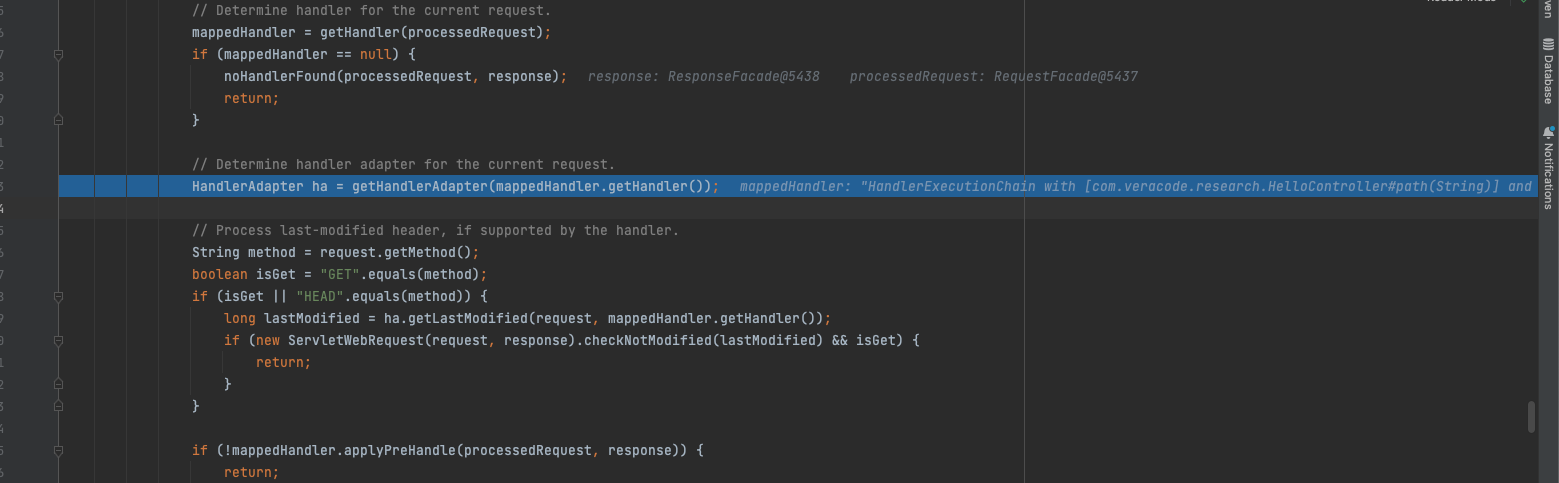 // Determine handler for the current request.
mappedHandler = getHandler(processedRequest);
if (mappedHandler == null) {
noHandlerFound(processedRequest, response);   response: ResponseFacade@5438    processedRequest: RequestFacade@5437
return;
}
// Determine handler adapter for the current request.
HandlerAdapter ha = getHandlerAdapter(mappedHandler.getHandler());   mappedHandler: "HandlerExecutionChain with [com.veracode.research.HelloController#path(String)] and
// Process last-modified header, if supported by the handler.
String method = request.getMethod();
boolean isGet = "GET".equals(method);
if (isGet || "HEAD".equals(method)) {
long lastModified = ha.getLastModified(request, mappedHandler.getHandler());
if (new ServletWebRequest(request, response).checkNotModified(lastModified) && isGet) {
return;
}
}
if (!mappedHandler.applyPreHandle(processedRequest, response)) {
return;
Database
Notifications